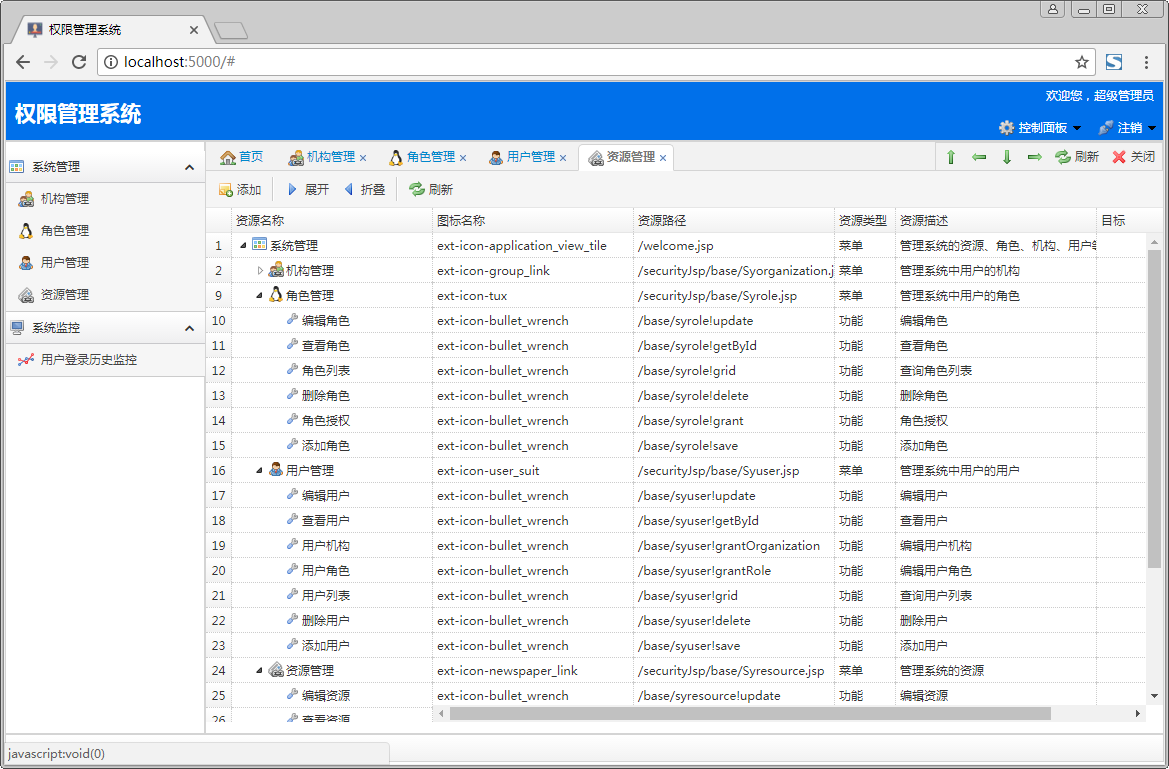 权限管理系统
localhost:5000/#
权限管理系统
欢迎您，超级管理员
控制面板 注销
系统管理
机构管理
角色管理
用户管理
资源管理
系统监控
用户登录历史监控
首页 机构管理 角色管理 用户管理 资源管理 刷新 关闭
添加 展开 折叠 刷新
资源名称 图标名称 资源路径 资源类型 资源描述 目标
1 系统管理 ext-icon-application_view_tile /welcome.jsp 菜单 管理系统的资源、角色、机构、用户
2 机构管理 ext-icon-group_link /securityJsp/base/Syorganization.j 菜单 管理系统中用户的机构
9 角色管理 ext-icon-tux /securityJsp/base/Syrole.jsp 菜单 管理系统中用户的角色
10 编辑角色 ext-icon-bullet_wrench /base/syrole!update 功能 编辑角色
11 查看角色 ext-icon-bullet_wrench /base/syrole!getById 功能 查看角色
12 角色列表 ext-icon-bullet_wrench /base/syrole!grid 功能 查询角色列表
13 删除角色 ext-icon-bullet_wrench /base/syrole!delete 功能 删除角色
14 角色授权 ext-icon-bullet_wrench /base/syrole!grant 功能 角色授权
15 添加角色 ext-icon-bullet_wrench /base/syrole!save 功能 添加角色
16 用户管理 ext-icon-user_suit /securityJsp/base/Syuser.jsp 菜单 管理系统中用户的用户
17 编辑用户 ext-icon-bullet_wrench /base/syuser!update 功能 编辑用户
18 查看用户 ext-icon-bullet_wrench /base/syuser!getById 功能 查看用户
19 用户机构 ext-icon-bullet_wrench /base/syuser!grantOrganization 功能 编辑用户机构
20 用户角色 ext-icon-bullet_wrench /base/syuser!grantRole 功能 编辑用户角色
21 用户列表 ext-icon-bullet_wrench /base/syuser!grid 功能 查询用户列表
22 删除用户 ext-icon-bullet_wrench /base/syuser!delete 功能 删除用户
23 添加用户 ext-icon-bullet_wrench /base/syuser!save 功能 添加用户
24 资源管理 ext-icon-newspaper_link /securityJsp/base/Syresource.jsp 菜单 管理系统的资源
25 编辑资源 ext-icon-bullet_wrench /base/syresource!update 功能 编辑资源
26 查看资源
javascript:void(0)